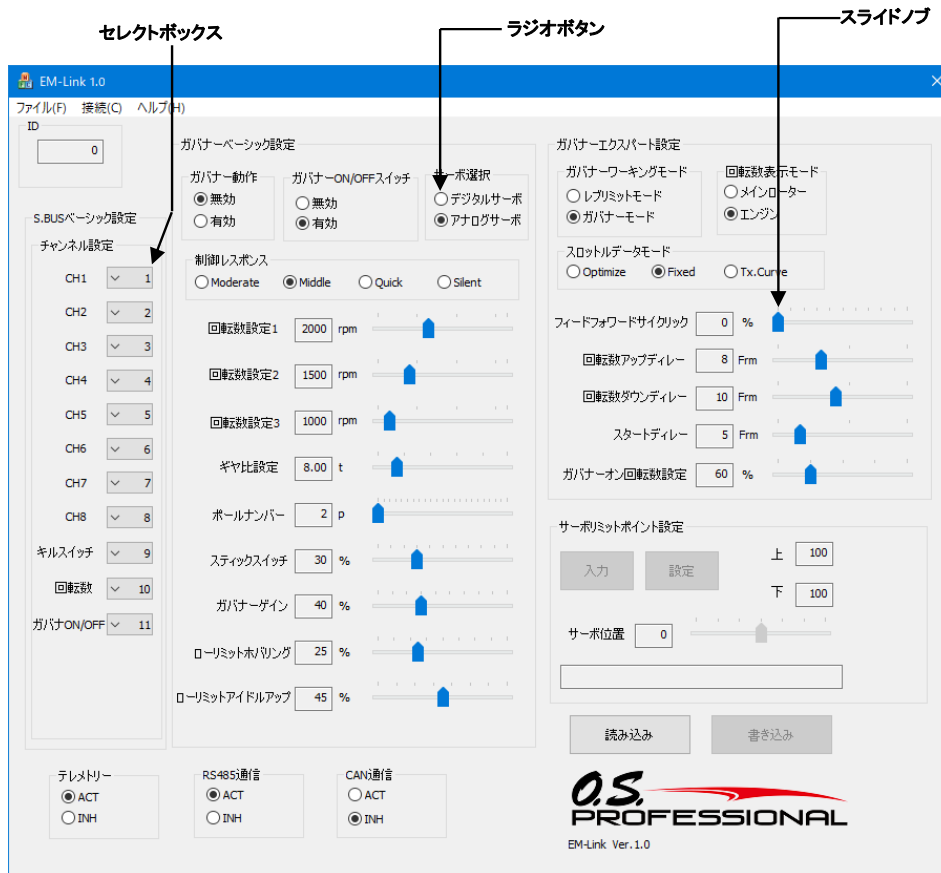 セレクトボックス
ラジオボタン
スライドノブ
EM-Link 1.0
ファイル(F) 接続(C) ヘルプ(H)
ID
0
S.BUSベーシック設定
チャンネル設定
CH1 1
CH2 2
CH3 3
CH4 4
CH5 5
CH6 6
CH7 7
CH8 8
キルスイッチ 9
回転数 10
ガバナON/OFF 11
ガバナーベーシック設定
ガバナー動作
無効
有効
ガバナーON/OFFスイッチ
無効
有効
サーボ選択
デジタルサーボ
アナログサーボ
制御レスポンス
Moderate Middle Quick Silent
回転数設定1 2000 rpm
回転数設定2 1500 rpm
回転数設定3 1000 rpm
ギヤ比設定 8.00 t
ポールナンバー 2 p
スティックスイッチ 30 %
ガバナーゲイン 40 %
ローリミットホバリング 25 %
ローリミットアイドルアップ 45 %
ガバナーエクスパート設定
ガバナーワーキングモード
レブリミットモード
ガバナーモード
回転数表示モード
メインローター
エンジン
スロットルデータモード
Optimize Fixed Tx.Curve
フィードフォワードサイクリック 0 %
回転数アップディレー 8 Frm
回転数ダウンディレー 10 Frm
スタートディレー 5 Frm
ガバナーオン回転数設定 60 %
サーボリミットポイント設定
入力 設定
上 100
下 100
サーボ位置 0
読み込み 書き込み
テレメトリー
ACT
INH
RS485通信
ACT
INH
CAN通信
ACT
INH
O.S.
PROFESSIONAL
EM-Link Ver.1.0